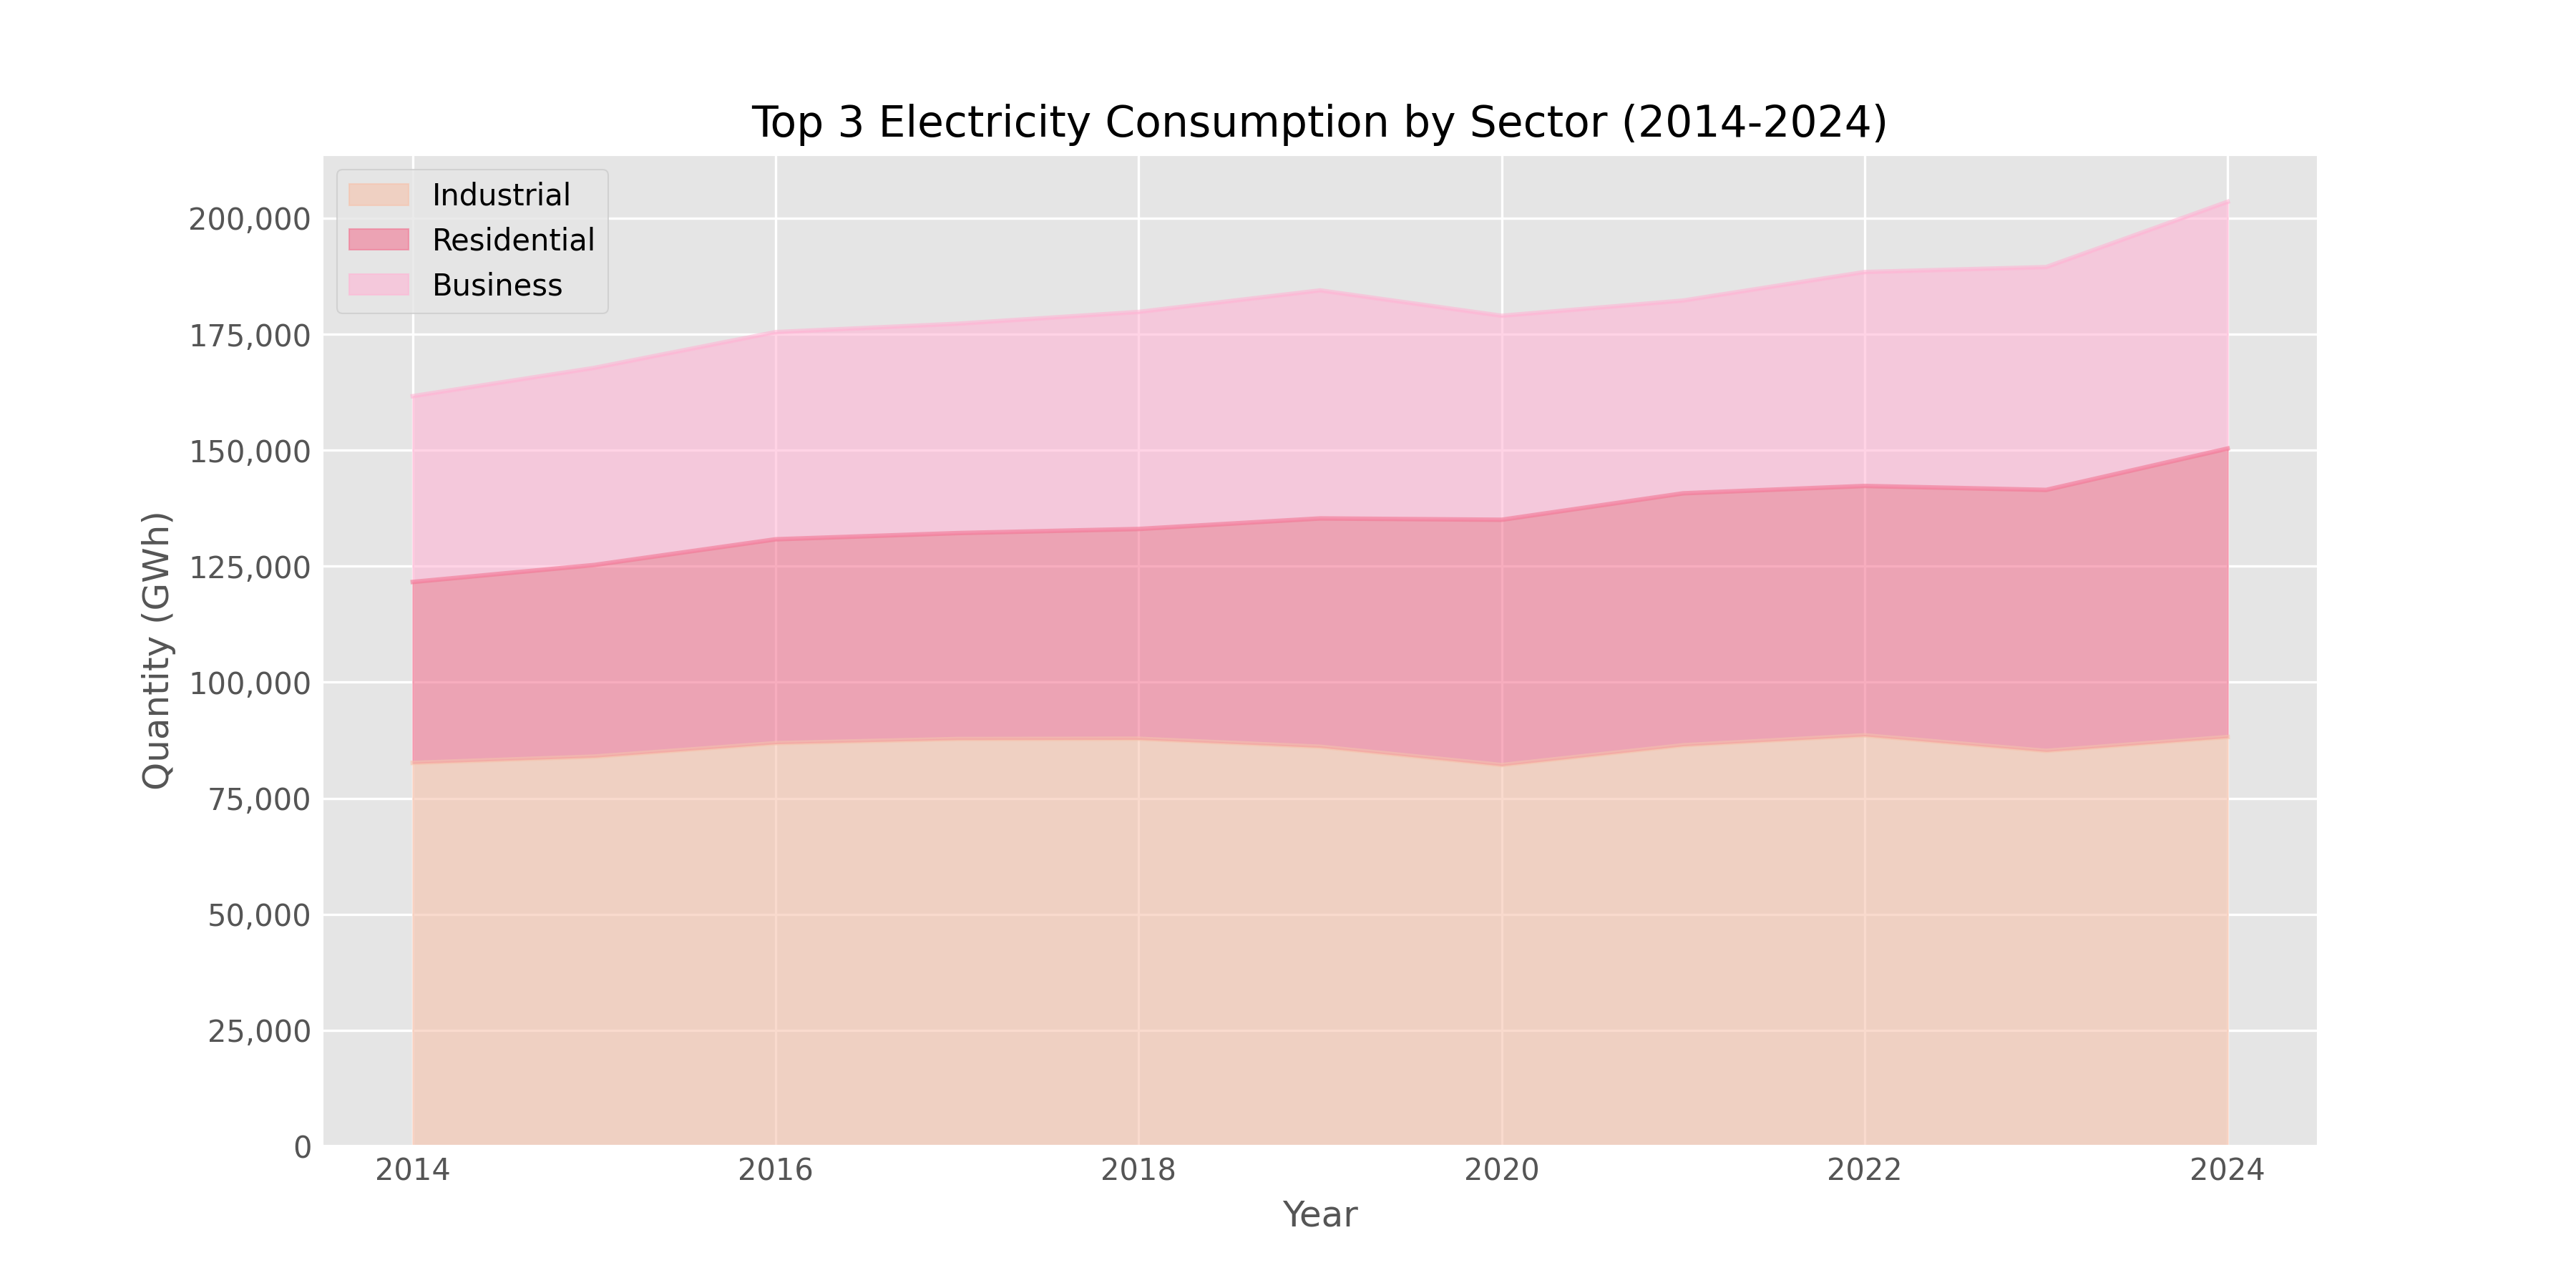 Top 3 Electricity Consumption by Sector (2014-2024)
Industrial
Residential
Business
Quantity (GWh)
200,000
175,000
150,000
125,000
100,000
75,000
50,000
25,000
0
2014 2016 2018 2020 2022 2024
Year